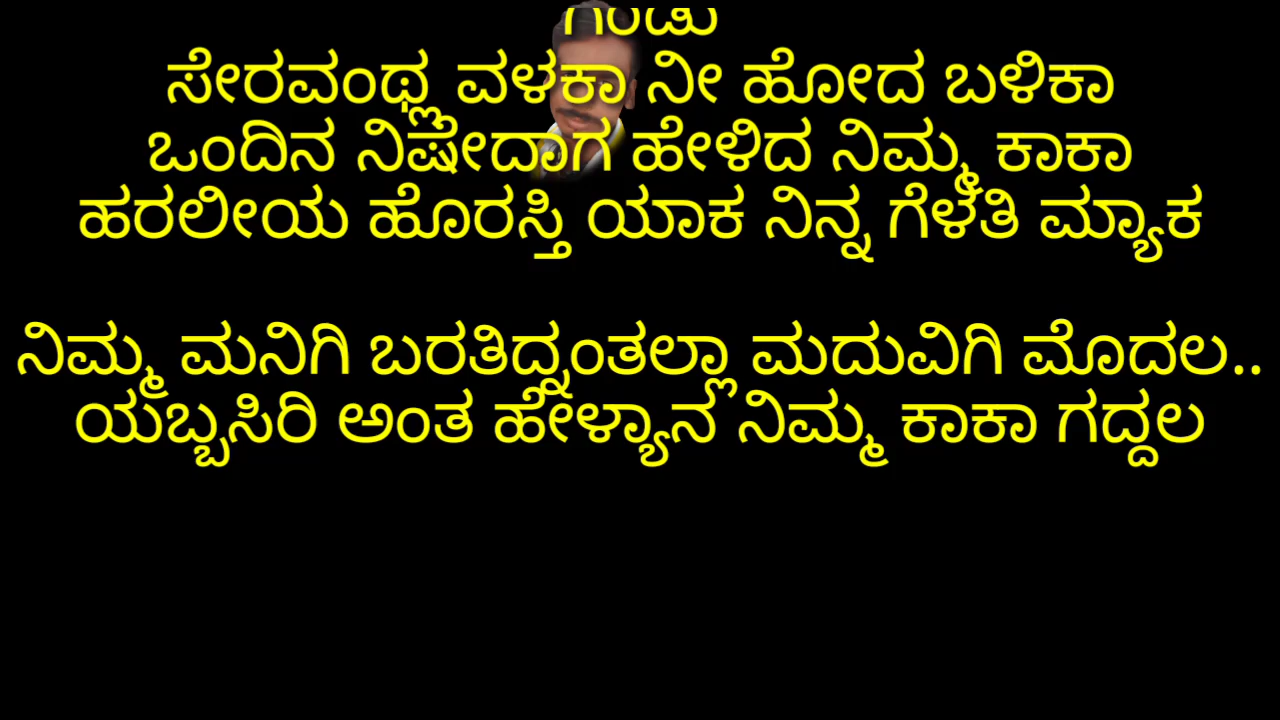 ಗಂಡು
ಸೇರವಂಥ್ಲ ವಳಕಾ ನೀ ಹೋದ ಬಳಿಕಾ
ಒಂದಿನ ನಿಷೇದಾಗ ಹೇಳಿದ ನಿಮ್ಮ ಕಾಕಾ
ಹರಲೀಯ ಹೊರಸ್ತಿ ಯಾಕ ನಿನ್ನ ಗೆಳತಿ ಮ್ಯಾಕ
ನಿಮ್ಮ ಮನಿಗಿ ಬರತಿದ್ನಂತಲ್ಲಾ ಮದುವಿಗಿ ಮೊದಲ..
ಯಬ್ಬಸಿರಿ ಅಂತ ಹೇಳ್ಯಾನ ನಿಮ್ಮ ಕಾಕಾ ಗದ್ದಲ